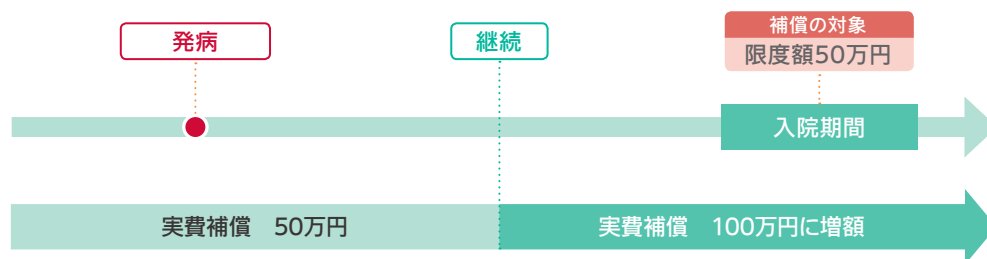 発病
継続
補償の対象
限度額50万円
入院期間
実費補償　50万円
実費補償　100万円に増額